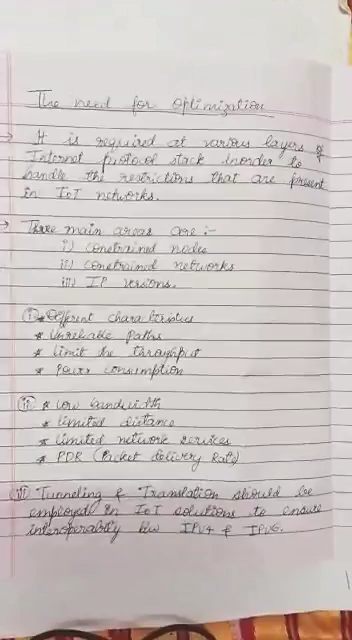 The need for optimization
→ It is required at various layers of
Internet protocol stack inorder to
handle the restrictions that are present
in IoT networks.
→ Three main areas are :-
i) constrained nodes
ii) constrained networks
iii) IP versions.
(i) * Different characteristics
* Unreliable Paths
* limit the throughput
* Power consumption
(ii) * low bandwidth
* limited distance
* limited network services
* PDR (Packet delivery Rate)
(iii) Tunneling & Translation should be
employed in IoT solutions to ensure
interoperability b/w IPV4 & IPV6.